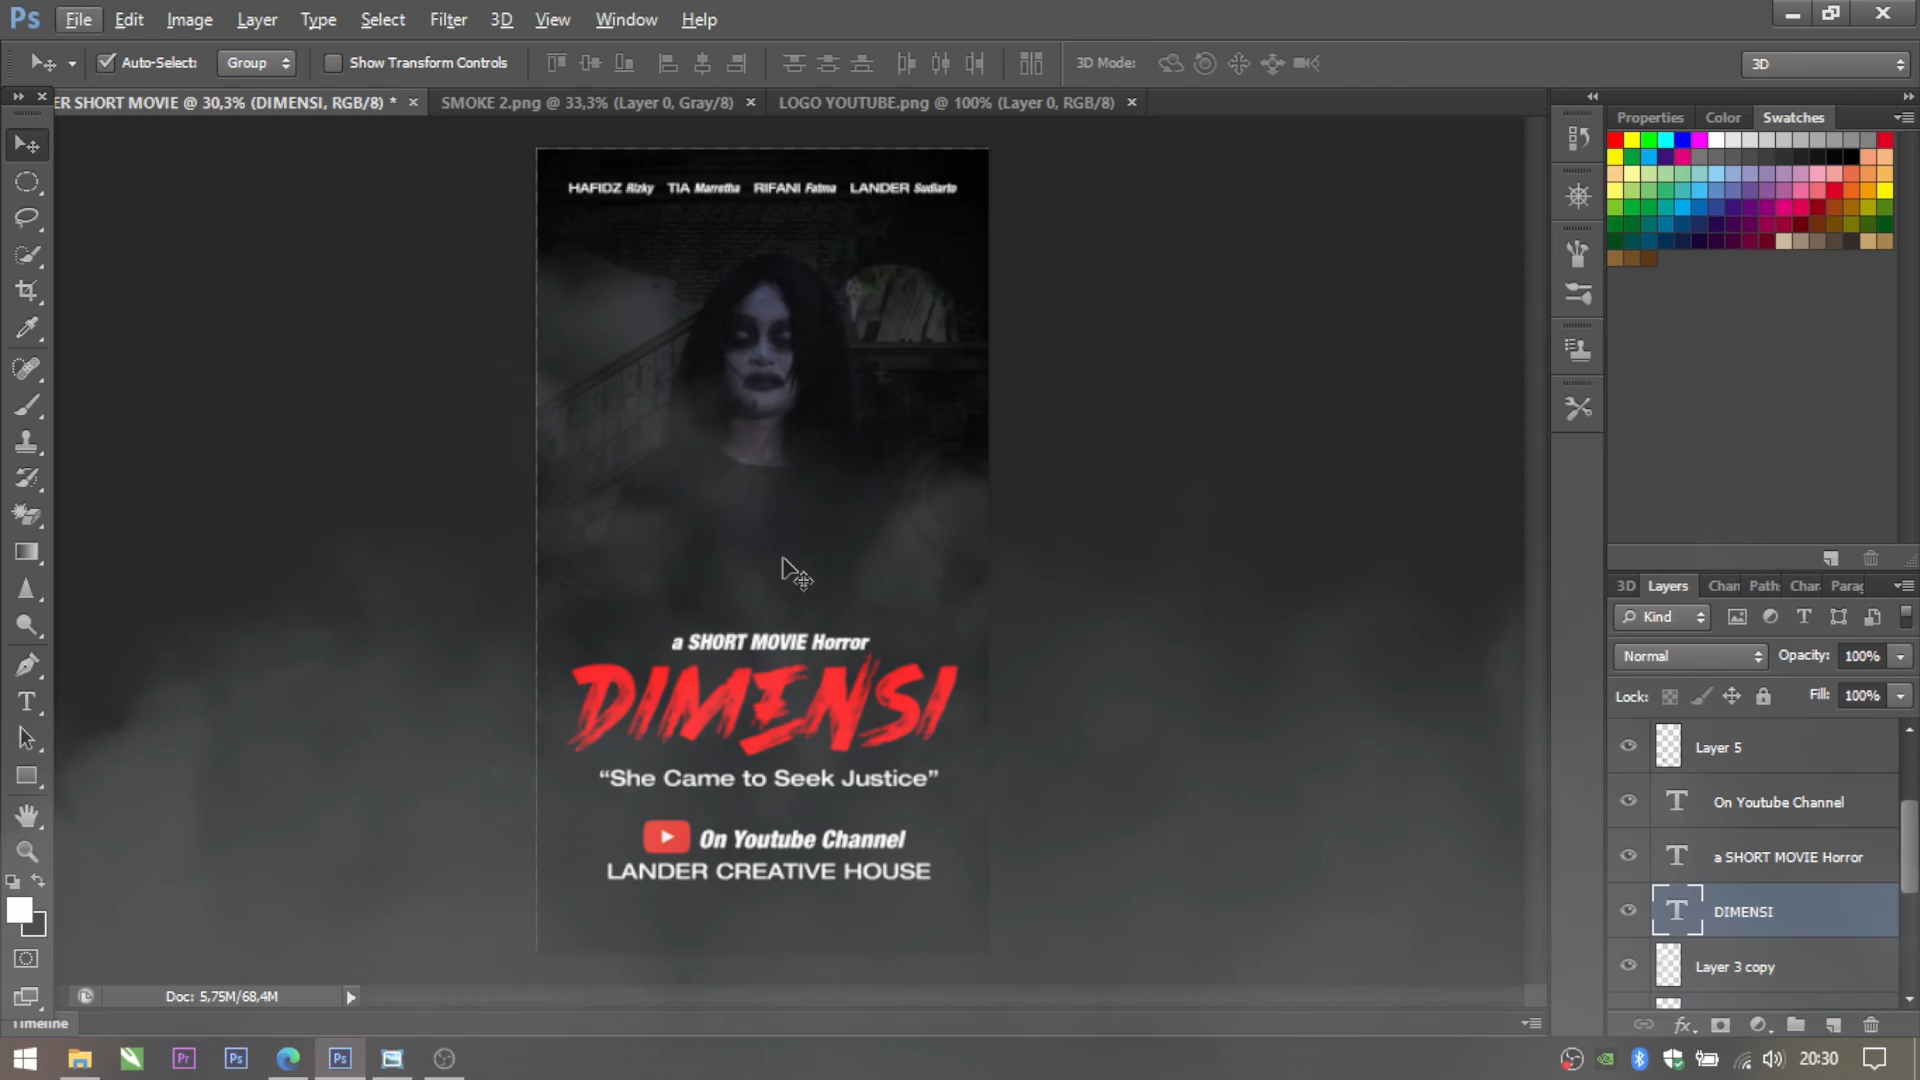 Ps File Edit Image Layer Type Select Filter 3D View Window Help
Auto-Select: Group Show Transform Controls 3D Mode: 3D
ER SHORT MOVIE @ 30,3% (DIMENSI, RGB/8) * SMOKE 2.png @ 33,3% (Layer 0, Gray/8) LOGO YOUTUBE.png @ 100% (Layer 0, RGB/8)
Properties Color Swatches
HAFIDZ Rizky TIA Marretha RIFANI Fatma LANDER Sudiarto
a SHORT MOVIE Horror
DIMENSI
“She Came to Seek Justice”
On Youtube Channel
LANDER CREATIVE HOUSE
3D Layers Chan Path: Char Parag
Kind
Normal Opacity: 100%
Lock: Fill: 100%
Layer 5
On Youtube Channel
a SHORT MOVIE Horror
DIMENSI
Layer 3 copy
fx
Doc: 5,75M/68,4M
Timeline
Pr Ps Ps 20:30